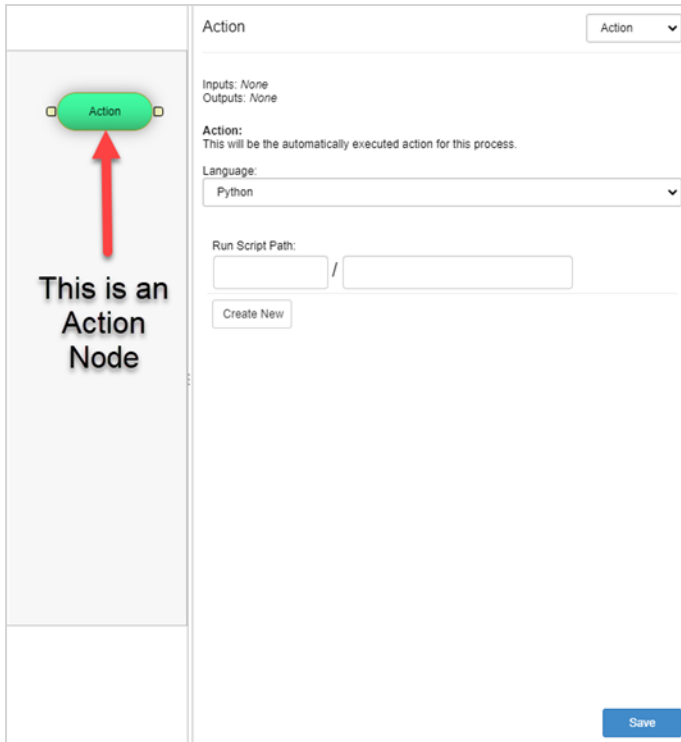 Action
Action
Inputs: None
Outputs: None
Action:
This will be the automatically executed action for this process.
Language:
Python
Run Script Path:
/
Create New
Save
Action
This is an
Action
Node